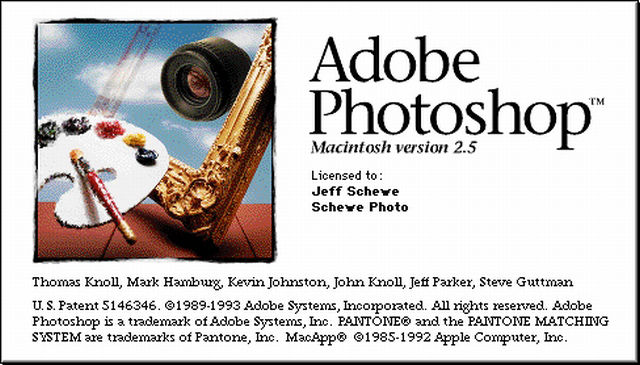 Adobe
Photoshop™
Macintosh version 2.5
Licensed to:
Jeff Schewe
Schewe Photo
Thomas Knoll, Mark Hamburg, Kevin Johnston, John Knoll, Jeff Parker, Steve Guttman
U.S. Patent 5146346. ©1989-1993 Adobe Systems, Incorporated. All rights reserved. Adobe
Photoshop is a trademark of Adobe Systems, Inc. PANTONE® and the PANTONE MATCHING
SYSTEM are trademarks of Pantone, Inc. MacApp® ©1985-1992 Apple Computer, Inc.